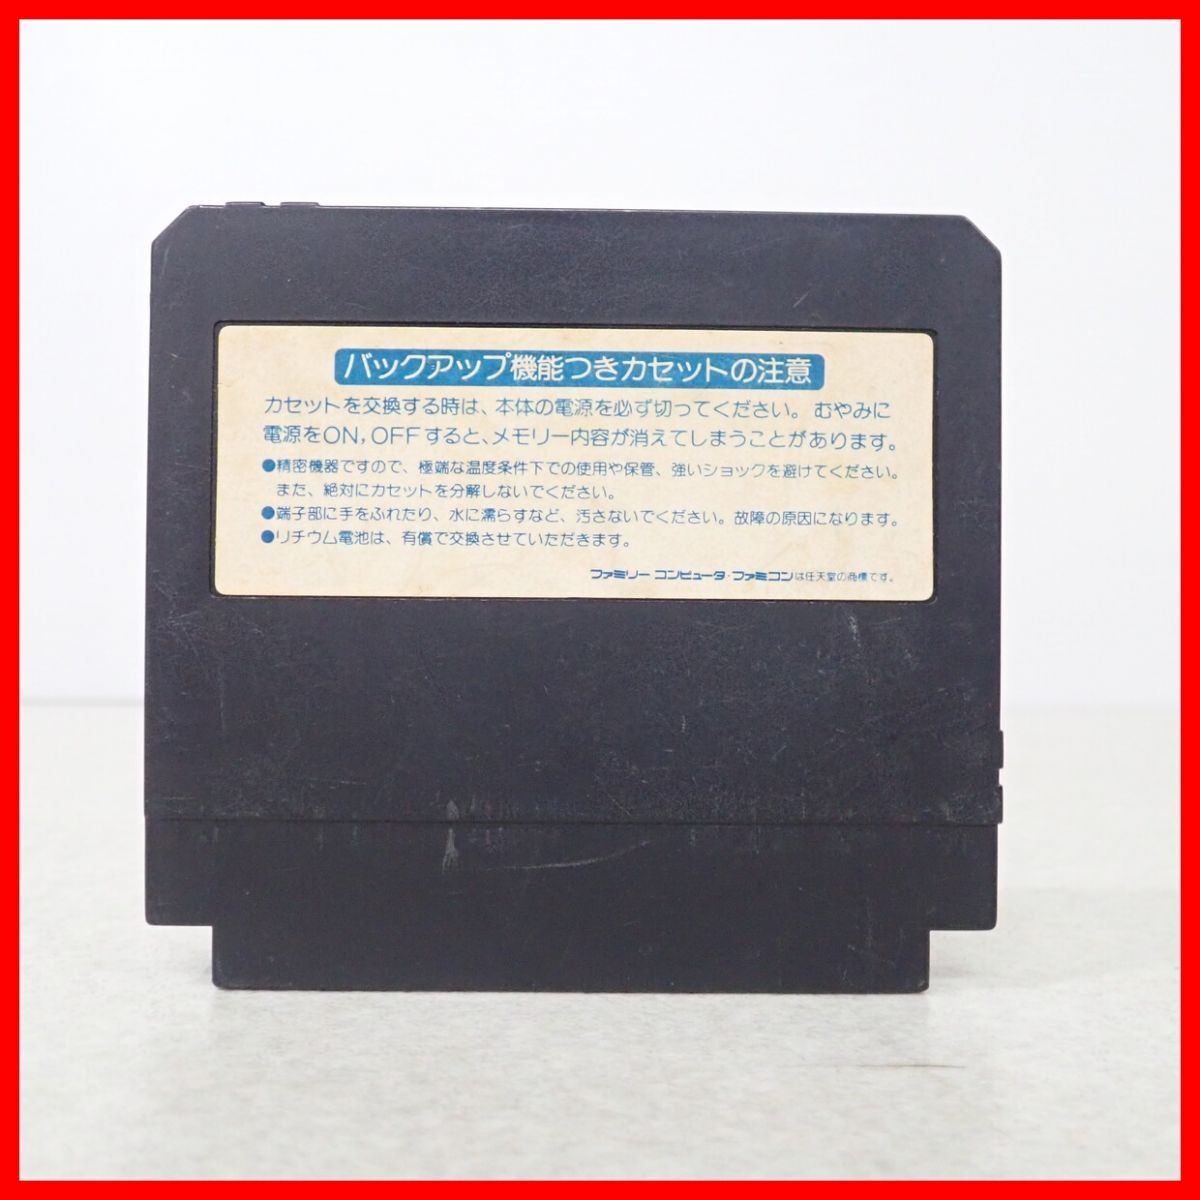 バックアップ機能つきカセットの注意
カセットを交換する時は、本体の電源を必ず切ってください。むやみに
電源をON, OFFすると、メモリー内容が消えてしまうことがあります。
●精密機器ですので、極端な温度条件下での使用や保管、強いショックを避けてください。
また、絶対にカセットを分解しないでください。
●端子部に手をふれたり、水に濡らすなど、汚さないでください。故障の原因になります。
●リチウム電池は、有償で交換させていただきます。
ファミリーコンピュータ・ファミコンは任天堂の商標です。